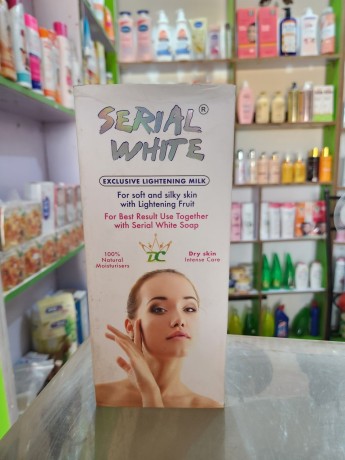 SERIAL ®
WHITE
EXCLUSIVE LIGHTENING MILK
For soft and silky skin
with Lightening Fruit
For Best Result Use Together
with Serial White Soap
100%
Natural
Moisturisers
DC
Dry skin
Intense Care